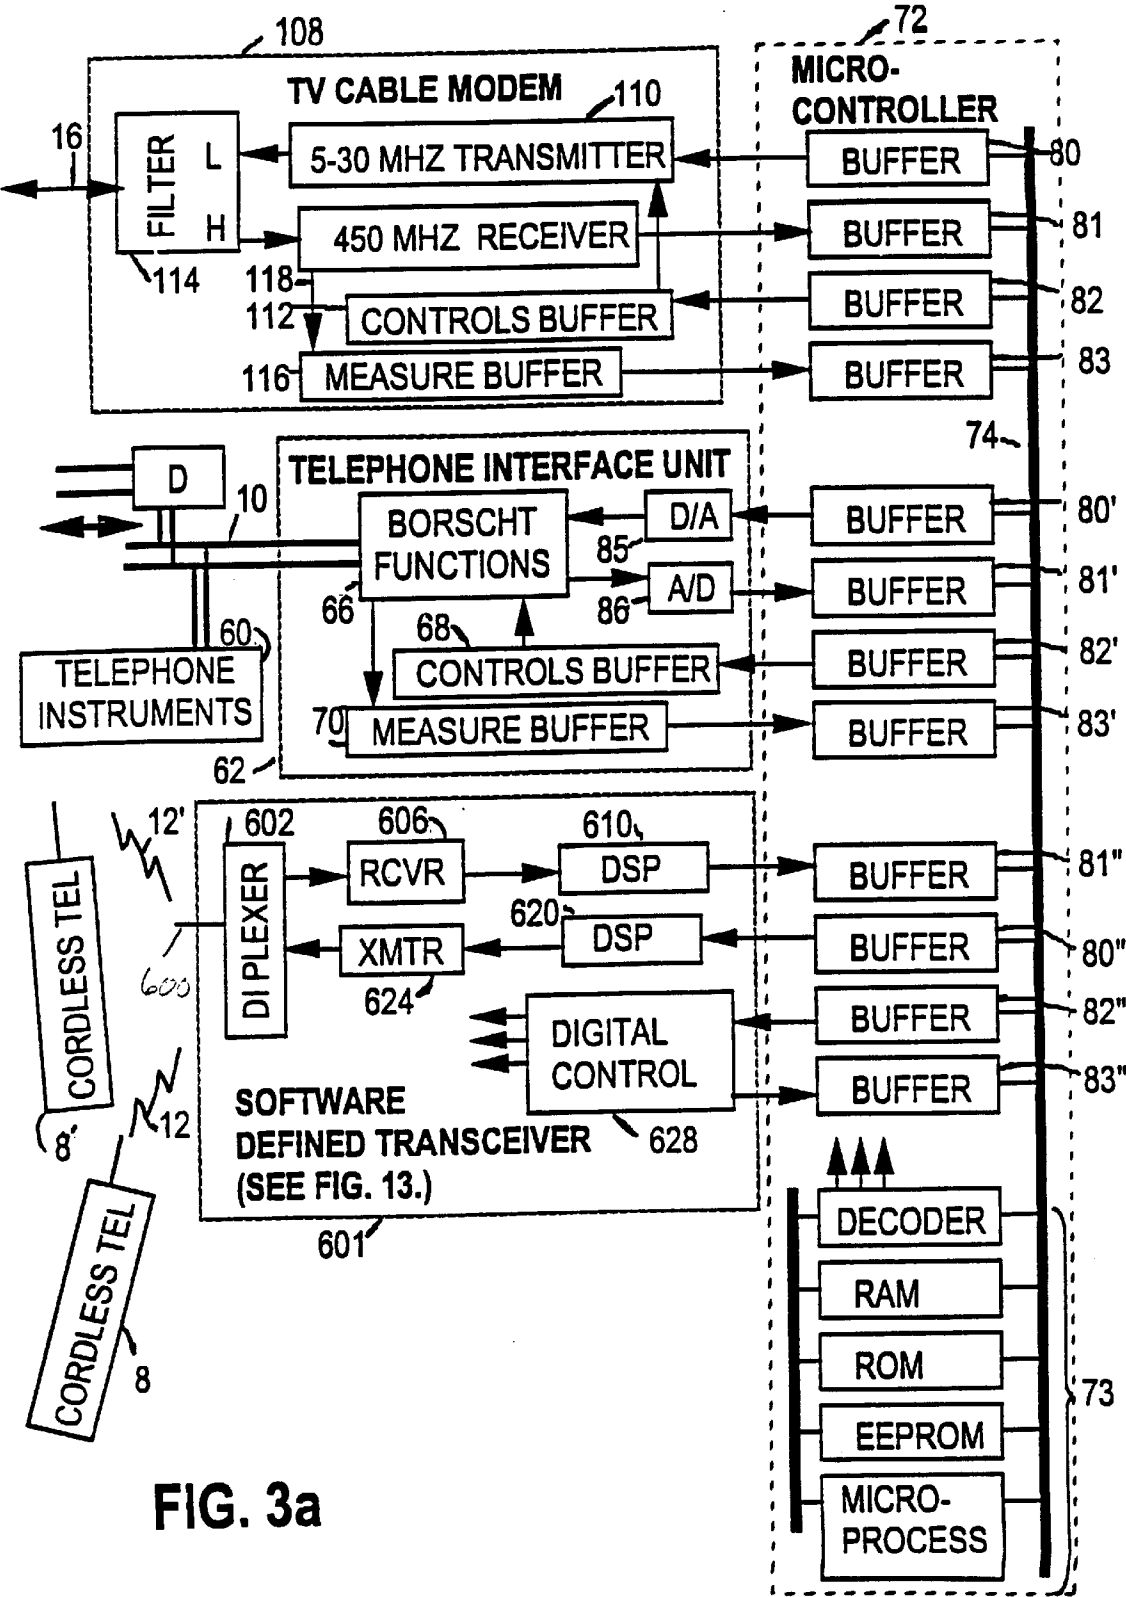 108
72
TV CABLE MODEM
110
MICRO-
CONTROLLER
16
FILTER
L
H
5-30 MHZ TRANSMITTER
BUFFER
80
450 MHZ RECEIVER
BUFFER
81
114
118
112
CONTROLS BUFFER
BUFFER
82
116
MEASURE BUFFER
BUFFER
83
74
D
10
TELEPHONE INTERFACE UNIT
BORSCHT
FUNCTIONS
D/A
85
BUFFER
80'
66
A/D
86
BUFFER
81'
60
TELEPHONE
INSTRUMENTS
68
CONTROLS BUFFER
BUFFER
82'
70
MEASURE BUFFER
BUFFER
83'
62
12'
602
606
610
DIPLEXER
RCVR
DSP
BUFFER
81"
CORDLESS TEL
600
620
XMTR
DSP
BUFFER
80"
624
DIGITAL
CONTROL
BUFFER
82"
BUFFER
83"
628
8'
12
SOFTWARE
DEFINED TRANSCEIVER
(SEE FIG. 13.)
601
CORDLESS TEL
8
DECODER
RAM
ROM
EEPROM
MICRO-
PROCESS
73
FIG. 3a